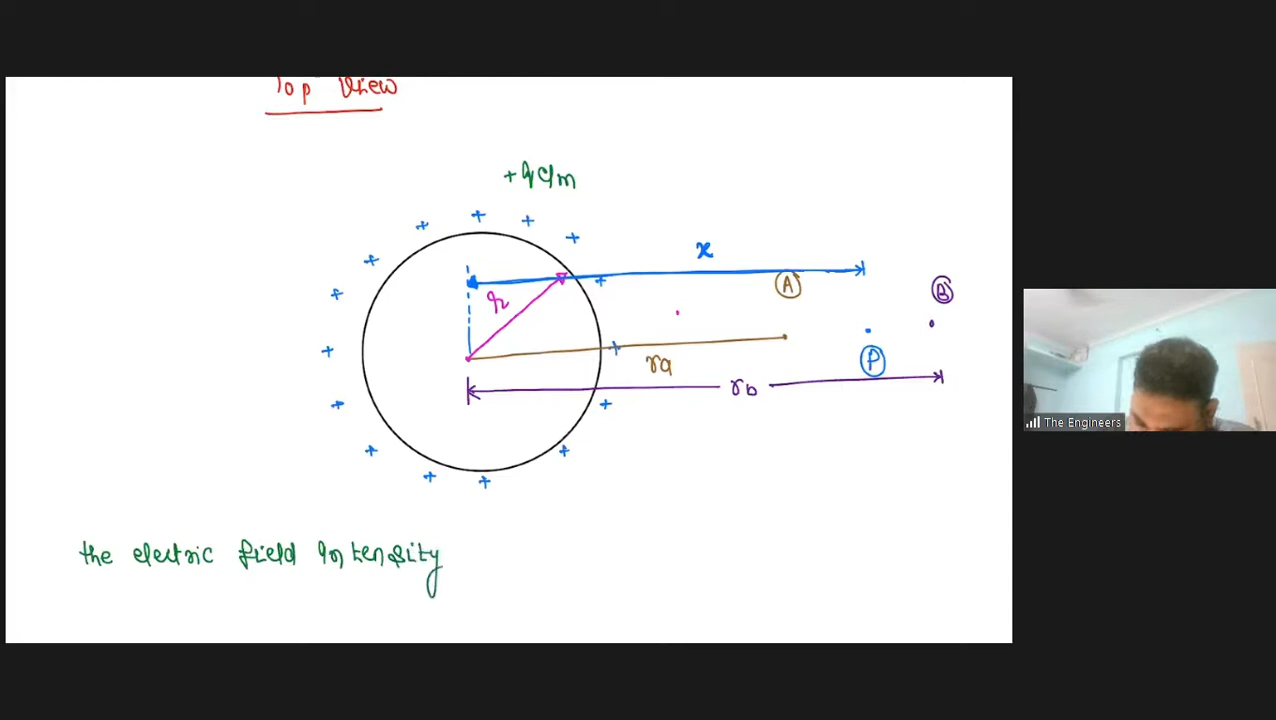 Top View
+q C/m
x
A
B
r
ra
P
rb
the electric field Intensity
The Engineers